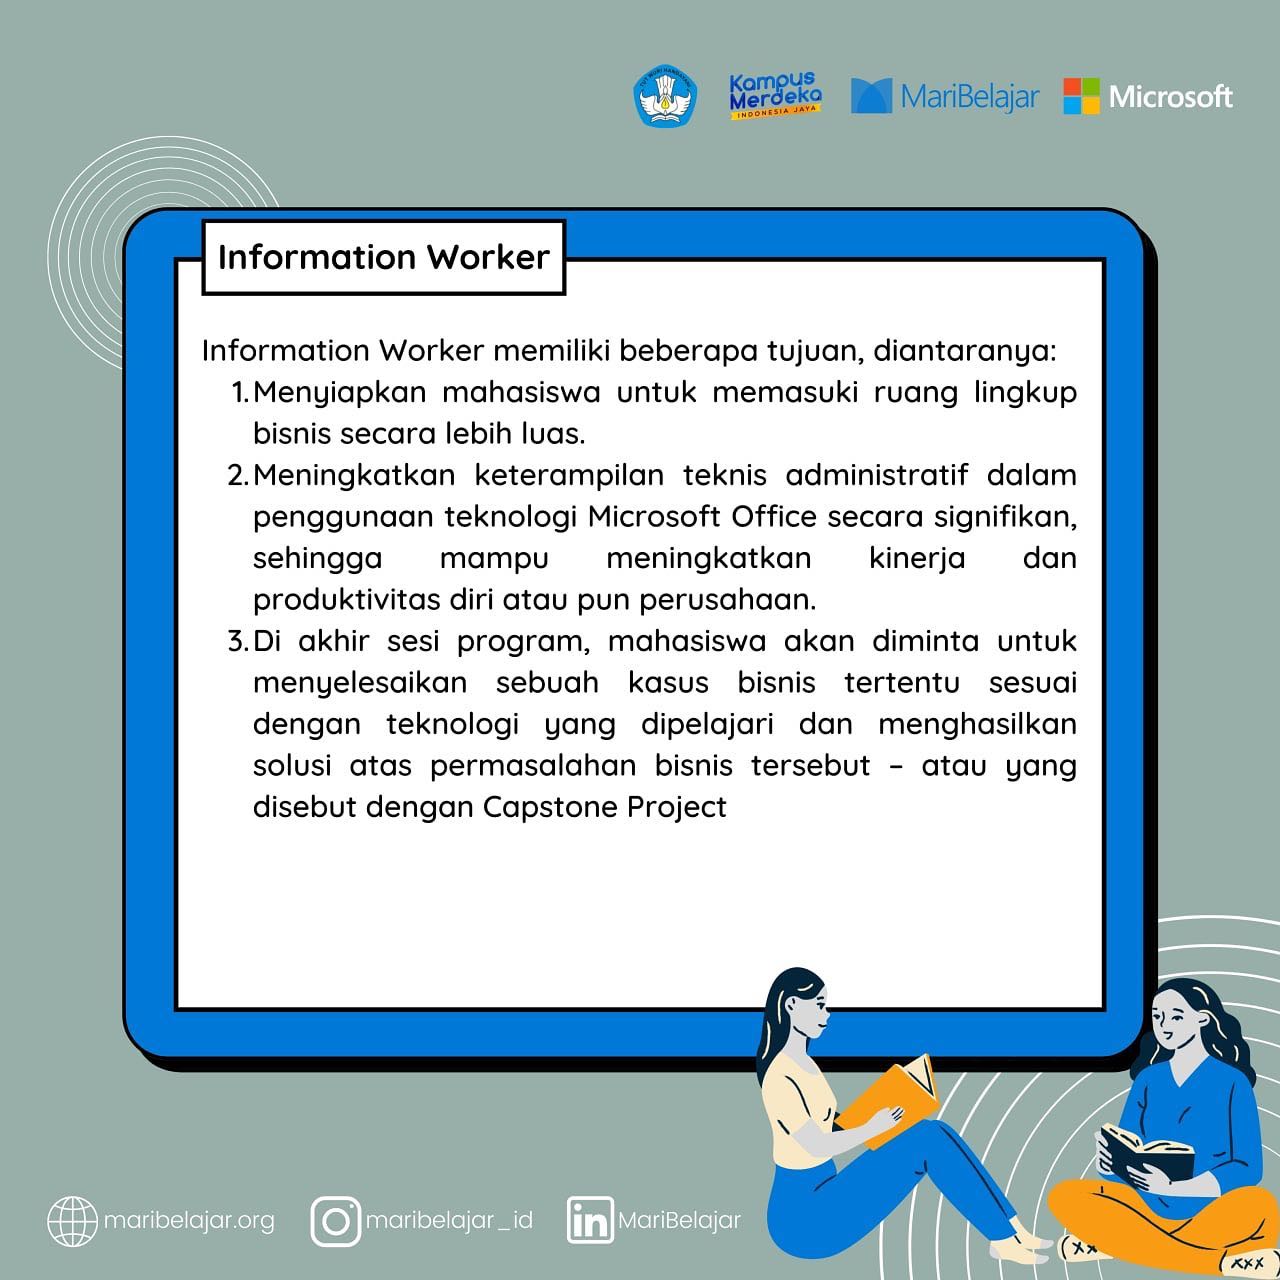 TUT WURI HANDAYANI
Kampus
Merdeka
INDONESIA JAYA
MariBelajar
Microsoft
Information Worker
Information Worker memiliki beberapa tujuan, diantaranya:
1. Menyiapkan mahasiswa untuk memasuki ruang lingkup
bisnis secara lebih luas.
2. Meningkatkan keterampilan teknis administratif dalam
penggunaan teknologi Microsoft Office secara signifikan,
sehingga mampu meningkatkan kinerja dan
produktivitas diri atau pun perusahaan.
3. Di akhir sesi program, mahasiswa akan diminta untuk
menyelesaikan sebuah kasus bisnis tertentu sesuai
dengan teknologi yang dipelajari dan menghasilkan
solusi atas permasalahan bisnis tersebut – atau yang
disebut dengan Capstone Project
maribelajar.org
maribelajar_id
in MariBelajar